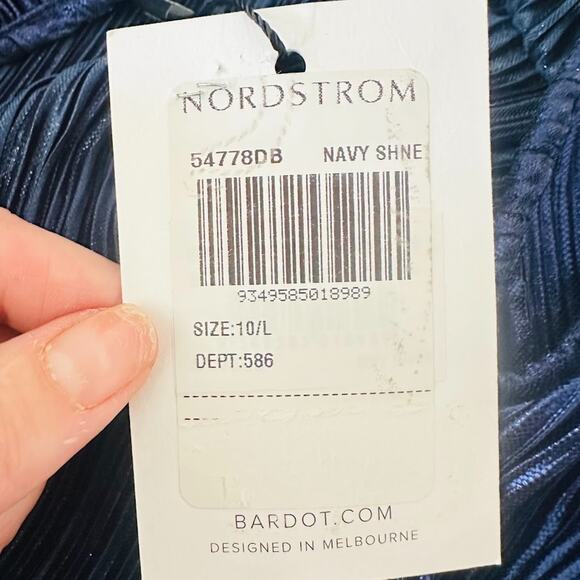 NORDSTROM
54778DB NAVY SHNE
9349585018989
SIZE:10/L
DEPT:586
BARDOT.COM
DESIGNED IN MELBOURNE